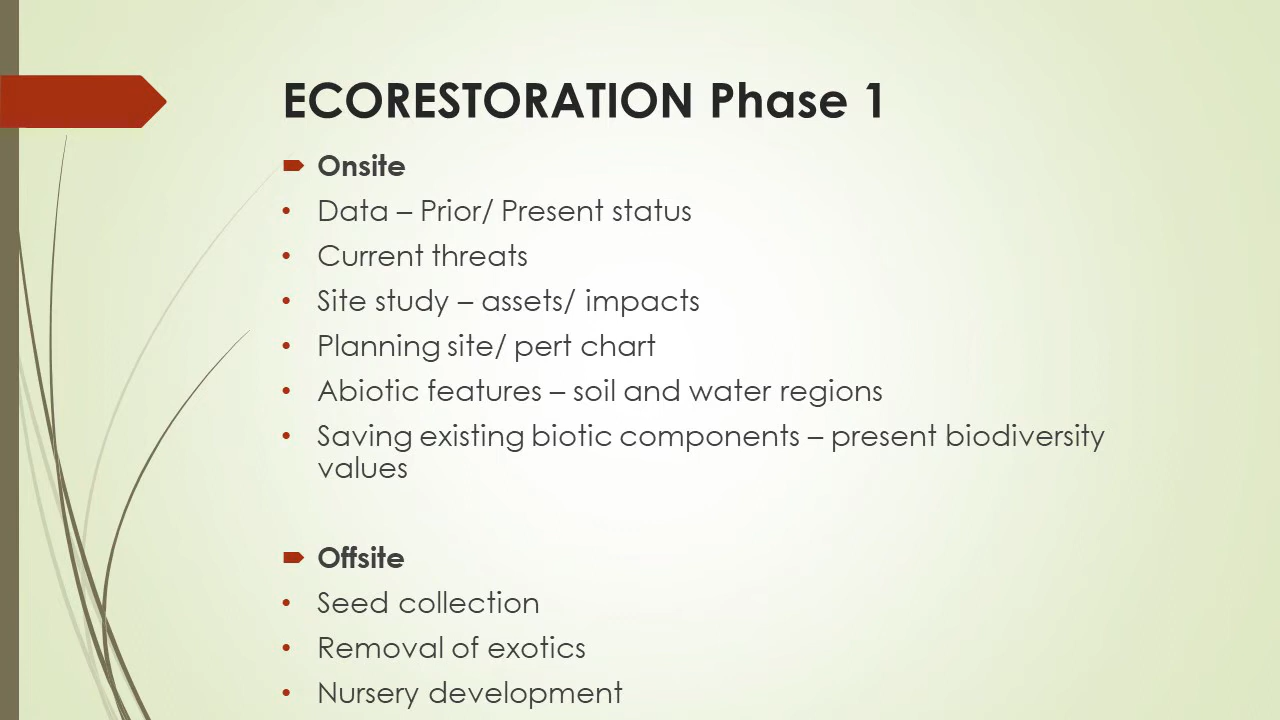 ECORESTORATION Phase 1
Onsite
• Data – Prior/ Present status
• Current threats
• Site study – assets/ impacts
• Planning site/ pert chart
• Abiotic features – soil and water regions
• Saving existing biotic components – present biodiversity
values
Offsite
• Seed collection
• Removal of exotics
• Nursery development